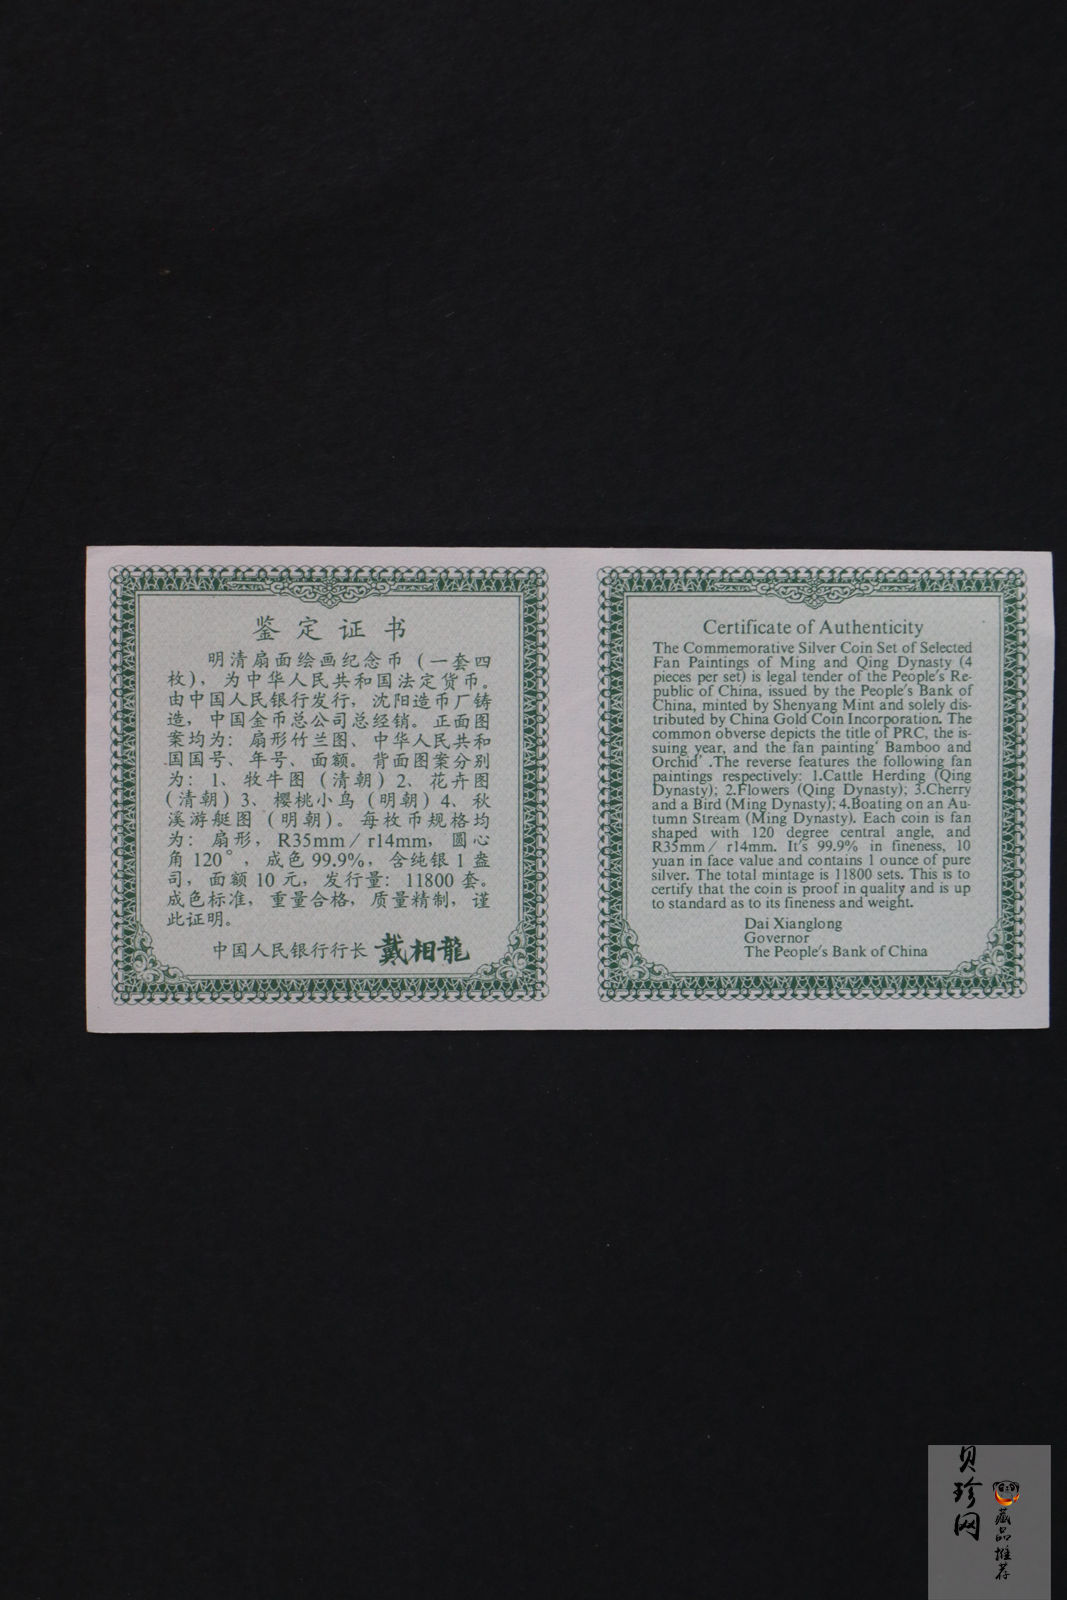 鉴定证书
明清扇面绘画纪念币（一套四
枚），为中华人民共和国法定货币。
由中国人民银行发行，沈阳造币厂铸
造，中国金币总公司总经销。正面图
案均为：扇形竹兰图、中华人民共和
国国号、年号、面额。背面图案分别
为：1、牧牛图（清朝）2、花卉图
(清朝）3、樱桃小鸟（明朝）4、秋
溪游艇图（明朝）。每枚币规格均
为：扇形，R35mm／r14mm，圆心
角120°，成色99.9%，含纯银1盎
司，面额10元，发行量：11800套。
成色标准，重量合格，质量精制，谨
此证明。
中国人民银行行长 戴相龍
Certificate of Authenticity
The Commemorative Silver Coin Set of Selected
Fan Paintings of Ming and Qing Dynasty (4
pieces per set) is legal tender of the People's Re-
public of China, issued by the People's Bank of
China, minted by Shenyang Mint and solely dis-
tributed by China Gold Coin Incorporation. The
common obverse depicts the title of PRC, the is-
suing year, and the fan painting' Bamboo and
Orchid' .The reverse features the following fan
paintings respectively: 1.Cattle Herding (Qing
Dynasty); 2.Flowers (Qing Dynasty); 3.Cherry
and a Bird (Ming Dynasty); 4.Boating on an Au-
tumn Stream (Ming Dynasty). Each coin is fan
shaped with 120 degree central angle, and
R35mm／r14mm. It's 99.9% in fineness, 10
yuan in face value and contains 1 ounce of pure
silver. The total mintage is 11800 sets. This is to
certify that the coin is proof in quality and is up
to standard as to its fineness and weight.
Dai Xianglong
Governor
The People's Bank of China
贝珍网
藏品推荐